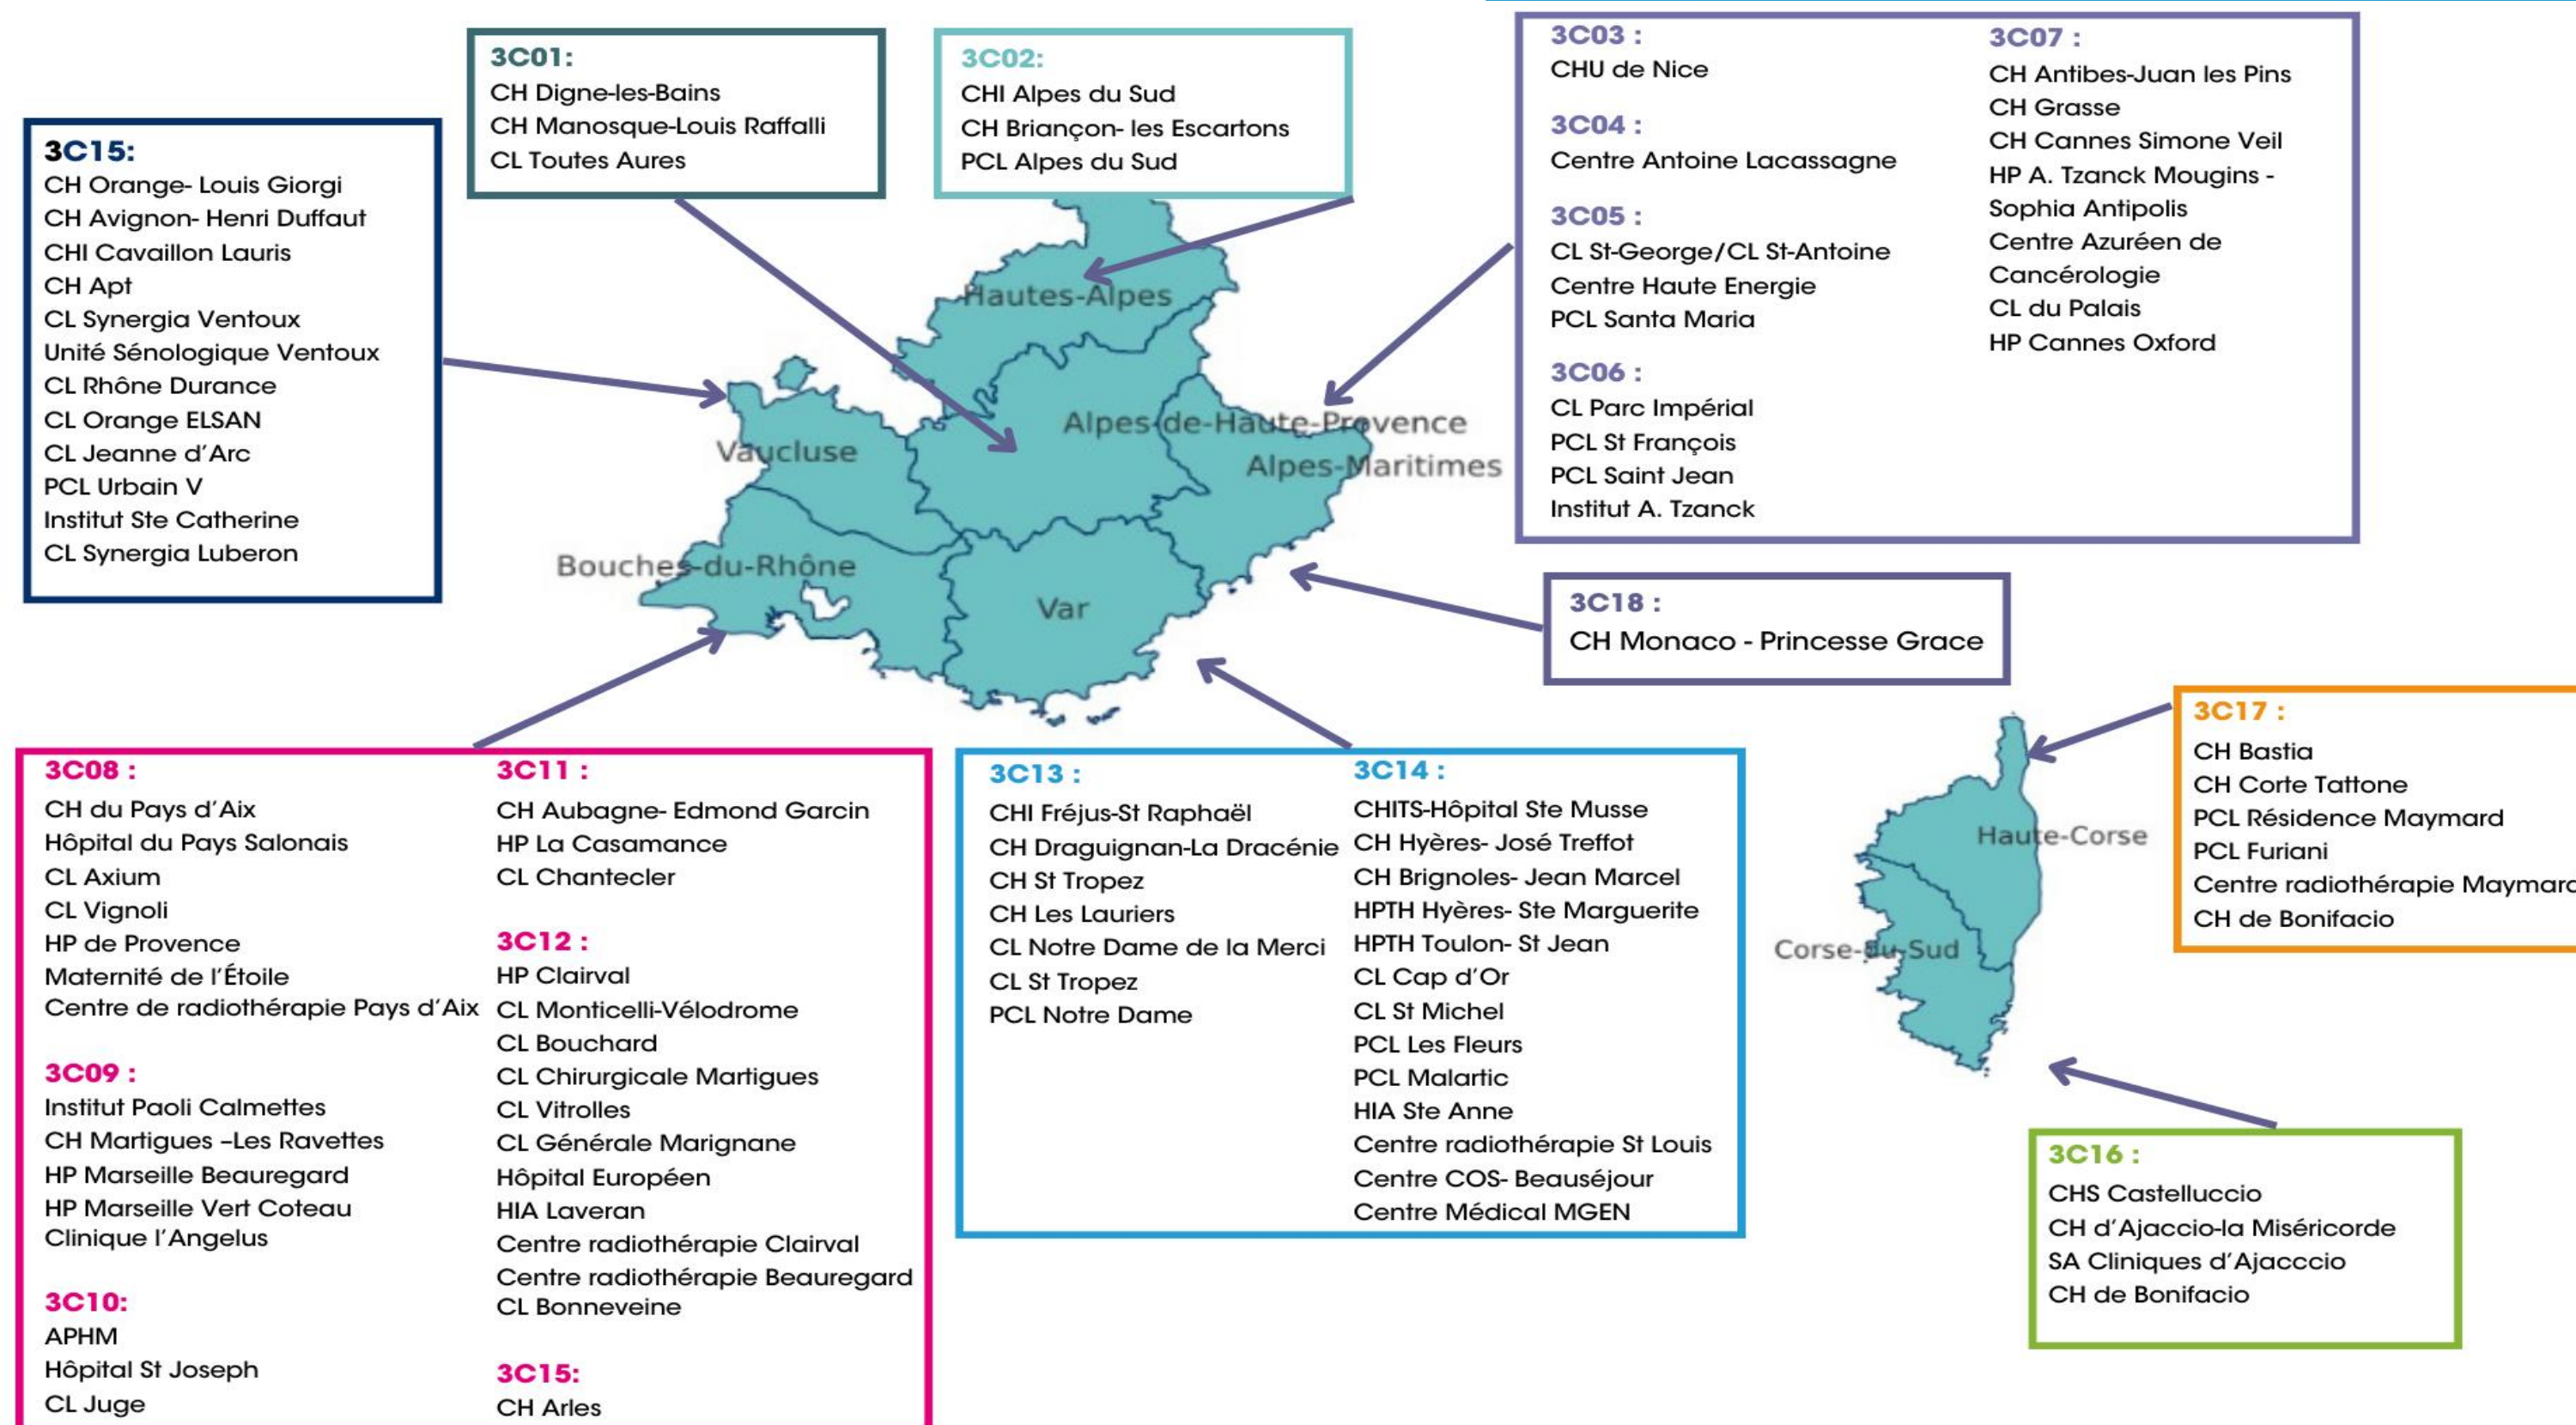 3C01:
CH Digne-les-Bains
CH Manosque-Louis Raffalli
CL Toutes Aures
3C02:
CHI Alpes du Sud
CH Briançon- les Escartons
PCL Alpes du Sud
3C03 :
CHU de Nice
3C04 :
Centre Antoine Lacassagne
3C05 :
CL St-George/CL St-Antoine
Centre Haute Energie
PCL Santa Maria
3C06 :
CL Parc Impérial
PCL St François
PCL Saint Jean
Institut A. Tzanck
3C07 :
CH Antibes-Juan les Pins
CH Grasse
CH Cannes Simone Veil
HP A. Tzanck Mougins -
Sophia Antipolis
Centre Azuréen de
Cancérologie
CL du Palais
HP Cannes Oxford
3C15:
CH Orange- Louis Giorgi
CH Avignon- Henri Duffaut
CHI Cavaillon Lauris
CH Apt
CL Synergia Ventoux
Unité Sénologique Ventoux
CL Rhône Durance
CL Orange ELSAN
CL Jeanne d'Arc
PCL Urbain V
Institut Ste Catherine
CL Synergia Luberon
Hautes-Alpes
Alpes-de-Haute-Provence
Vaucluse
Alpes-Maritimes
Bouches-du-Rhône
Var
3C18 :
CH Monaco - Princesse Grace
3C08 :
CH du Pays d'Aix
Hôpital du Pays Salonais
CL Axium
CL Vignoli
HP de Provence
Maternité de l'Étoile
Centre de radiothérapie Pays d'Aix
3C09 :
Institut Paoli Calmettes
CH Martigues –Les Ravettes
HP Marseille Beauregard
HP Marseille Vert Coteau
Clinique l'Angelus
3C10:
APHM
Hôpital St Joseph
CL Juge
3C11 :
CH Aubagne- Edmond Garcin
HP La Casamance
CL Chantecler
3C12 :
HP Clairval
CL Monticelli-Vélodrome
CL Bouchard
CL Chirurgicale Martigues
CL Vitrolles
CL Générale Marignane
Hôpital Européen
HIA Laveran
Centre radiothérapie Clairval
Centre radiothérapie Beauregard
CL Bonneveine
3C15:
CH Arles
3C13 :
CHI Fréjus-St Raphaël
CH Draguignan-La Dracénie
CH St Tropez
CH Les Lauriers
CL Notre Dame de la Merci
CL St Tropez
PCL Notre Dame
3C14 :
CHITS-Hôpital Ste Musse
CH Hyères- José Treffot
CH Brignoles- Jean Marcel
HPTH Hyères- Ste Marguerite
HPTH Toulon- St Jean
CL Cap d'Or
CL St Michel
PCL Les Fleurs
PCL Malartic
HIA Ste Anne
Centre radiothérapie St Louis
Centre COS- Beauséjour
Centre Médical MGEN
3C17 :
CH Bastia
CH Corte Tattone
PCL Résidence Maymard
PCL Furiani
Centre radiothérapie Maymard
CH de Bonifacio
Haute-Corse
Corse-du-Sud
3C16 :
CHS Castelluccio
CH d'Ajaccio-la Miséricorde
SA Cliniques d'Ajacccio
CH de Bonifacio